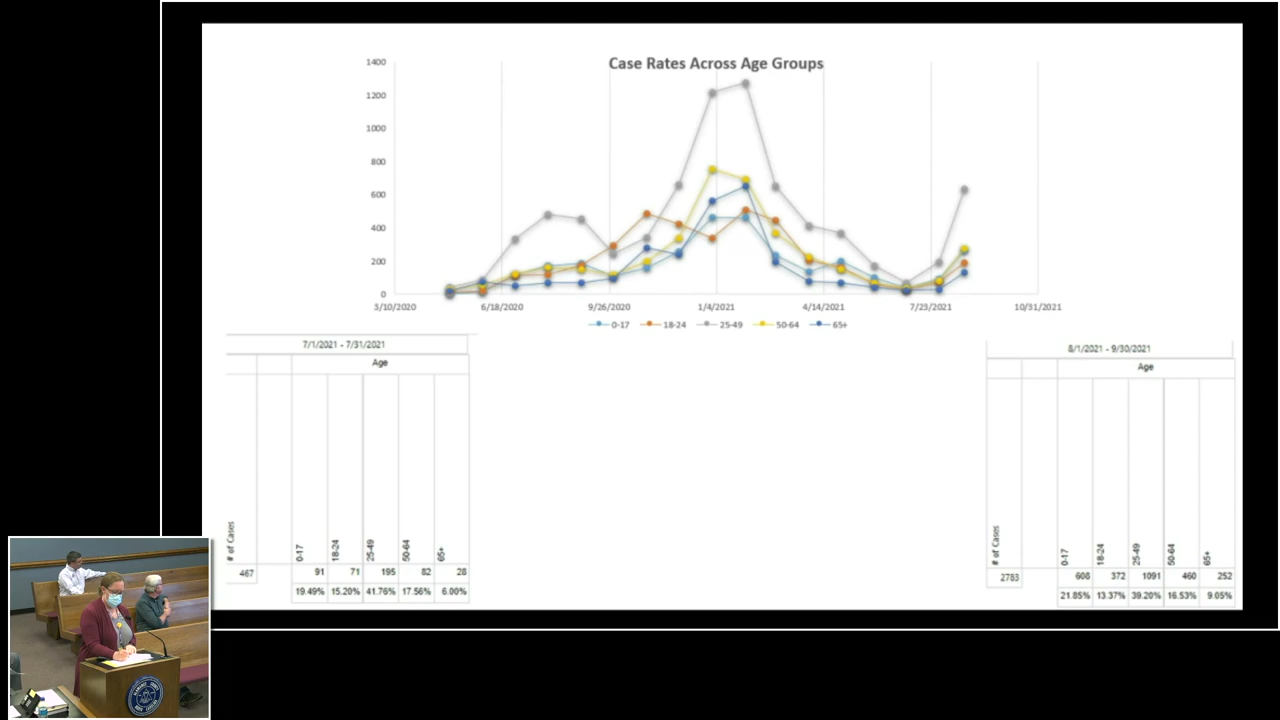 Case Rates Across Age Groups
1400
1200
1000
800
600
400
200
0
3/10/2020 6/18/2020 9/26/2020 1/4/2021 4/14/2021 7/23/2021 10/31/2021
0-17 18-24 25-49 50-64 65+
7/1/2021 - 7/31/2021
Age
# of Cases 0-17 18-24 25-49 50-64 65+
467 91 71 195 82 28
19.49% 15.20% 41.76% 17.56% 6.00%
8/1/2021 - 9/30/2021
Age
# of Cases 0-17 18-24 25-49 50-64 65+
2783 608 372 1091 460 252
21.85% 13.37% 39.20% 16.53% 9.05%